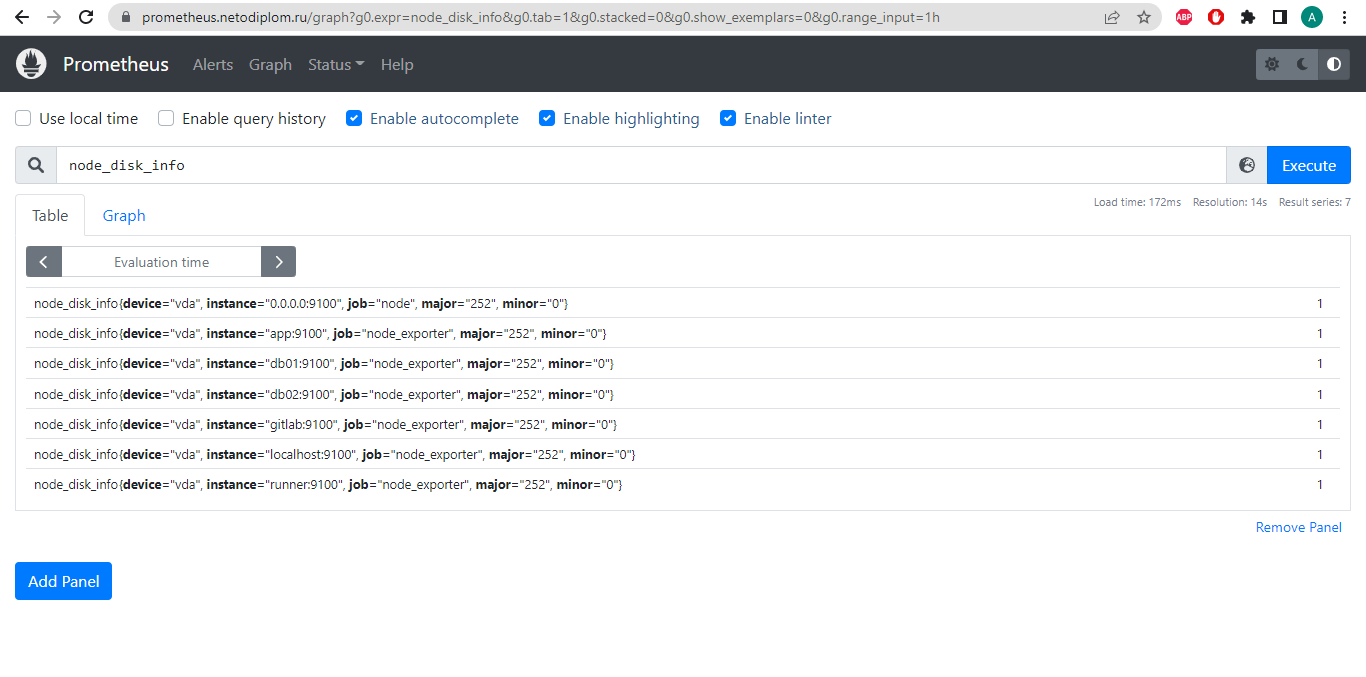 prometheus.netodiplom.ru/graph?g0.expr=node_disk_info&g0.tab=1&g0.stacked=0&g0.show_exemplars=0&g0.range_input=1h ABP A
Prometheus Alerts Graph Status Help
Use local time Enable query history Enable autocomplete Enable highlighting Enable linter
node_disk_info Execute
Load time: 172ms Resolution: 14s Result series: 7
Table Graph
Evaluation time
node_disk_info{device="vda", instance="0.0.0.0:9100", job="node", major="252", minor="0"} 1
node_disk_info{device="vda", instance="app:9100", job="node_exporter", major="252", minor="0"} 1
node_disk_info{device="vda", instance="db01:9100", job="node_exporter", major="252", minor="0"} 1
node_disk_info{device="vda", instance="db02:9100", job="node_exporter", major="252", minor="0"} 1
node_disk_info{device="vda", instance="gitlab:9100", job="node_exporter", major="252", minor="0"} 1
node_disk_info{device="vda", instance="localhost:9100", job="node_exporter", major="252", minor="0"} 1
node_disk_info{device="vda", instance="runner:9100", job="node_exporter", major="252", minor="0"} 1
Remove Panel
Add Panel